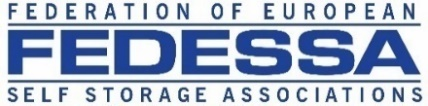 FEDERATION OF EUROPEAN
FEDESSA
SELF STORAGE ASSOCIATIONS